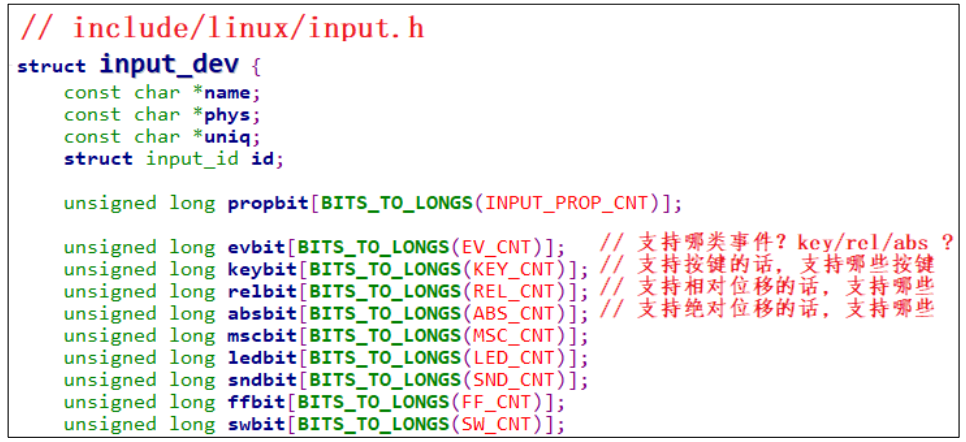 // include/linux/input.h
struct input_dev {
const char *name;
const char *phys;
const char *uniq;
struct input_id id;
unsigned long propbit[BITS_TO_LONGS(INPUT_PROP_CNT)];
unsigned long evbit[BITS_TO_LONGS(EV_CNT)]; // 支持哪类事件? key/rel/abs ?
unsigned long keybit[BITS_TO_LONGS(KEY_CNT)]; // 支持按键的话, 支持哪些按键
unsigned long relbit[BITS_TO_LONGS(REL_CNT)]; // 支持相对位移的话, 支持哪些
unsigned long absbit[BITS_TO_LONGS(ABS_CNT)]; // 支持绝对位移的话, 支持哪些
unsigned long mscbit[BITS_TO_LONGS(MSC_CNT)];
unsigned long ledbit[BITS_TO_LONGS(LED_CNT)];
unsigned long sndbit[BITS_TO_LONGS(SND_CNT)];
unsigned long ffbit[BITS_TO_LONGS(FF_CNT)];
unsigned long swbit[BITS_TO_LONGS(SW_CNT)];